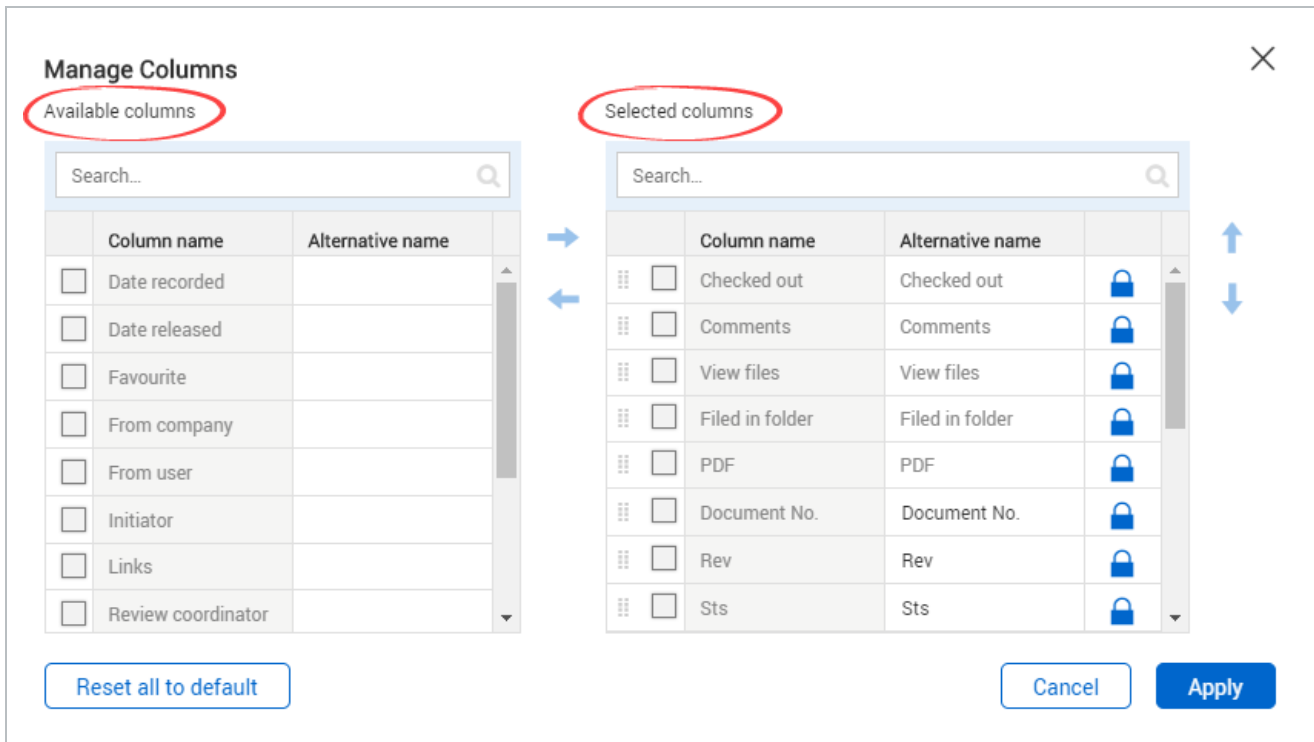 Manage Columns
Available columns
Selected columns
Search...
Search...
Column name Alternative name
Column name Alternative name
Date recorded
Date released
Favourite
From company
From user
Initiator
Links
Review coordinator
Checked out Checked out
Comments Comments
View files View files
Filed in folder Filed in folder
PDF PDF
Document No. Document No.
Rev Rev
Sts Sts
Reset all to default
Cancel
Apply